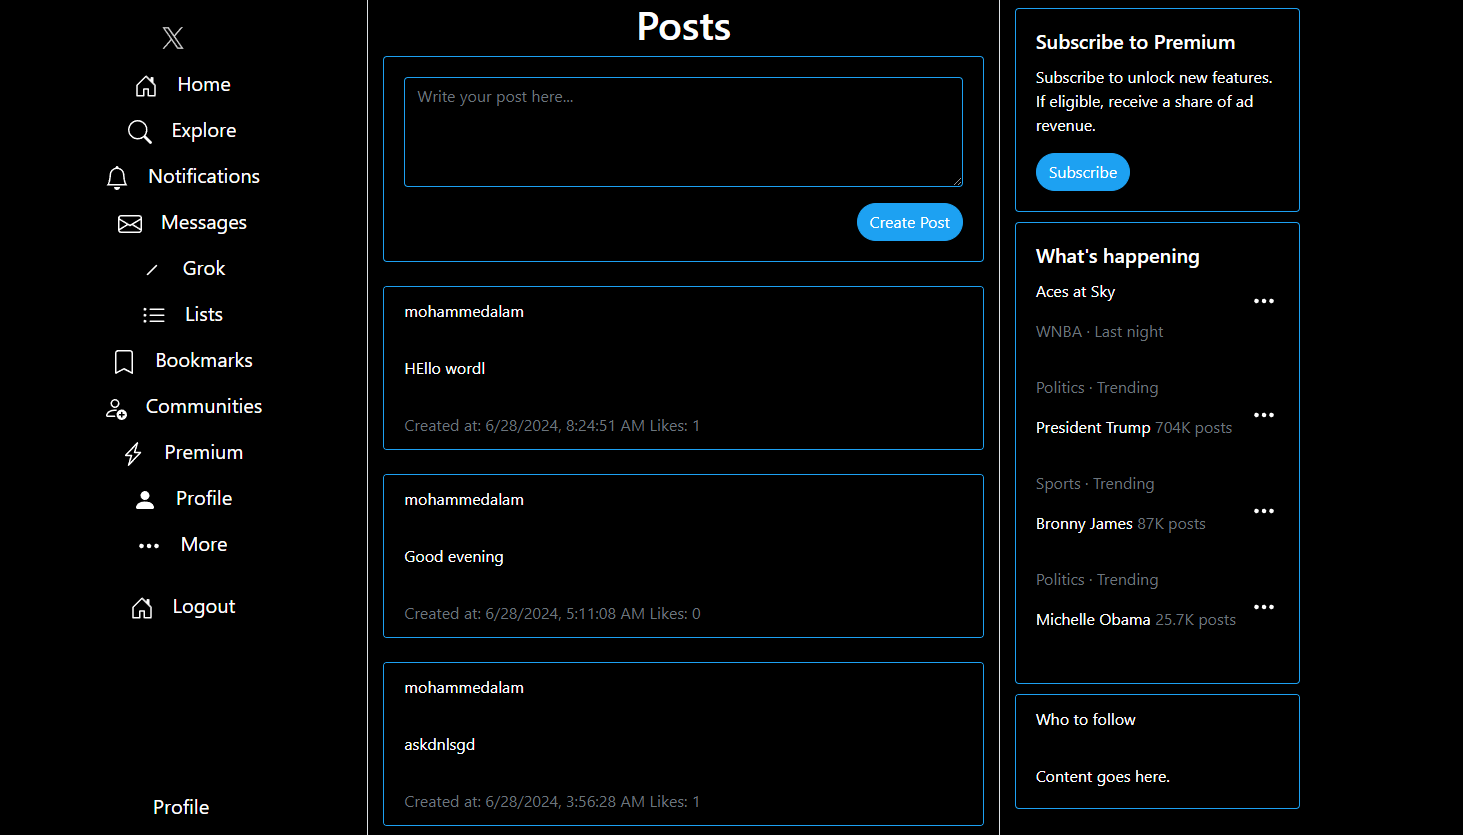 Home
Explore
Notifications
Messages
Grok
Lists
Bookmarks
Communities
Premium
Profile
More
Logout
Profile
Posts
Write your post here...
Create Post
mohammedalam
HEllo wordl
Created at: 6/28/2024, 8:24:51 AM Likes: 1
mohammedalam
Good evening
Created at: 6/28/2024, 5:11:08 AM Likes: 0
mohammedalam
askdnlsgd
Created at: 6/28/2024, 3:56:28 AM Likes: 1
Subscribe to Premium
Subscribe to unlock new features.
If eligible, receive a share of ad
revenue.
Subscribe
What's happening
Aces at Sky
WNBA · Last night
Politics · Trending
President Trump 704K posts
Sports · Trending
Bronny James 87K posts
Politics · Trending
Michelle Obama 25.7K posts
Who to follow
Content goes here.